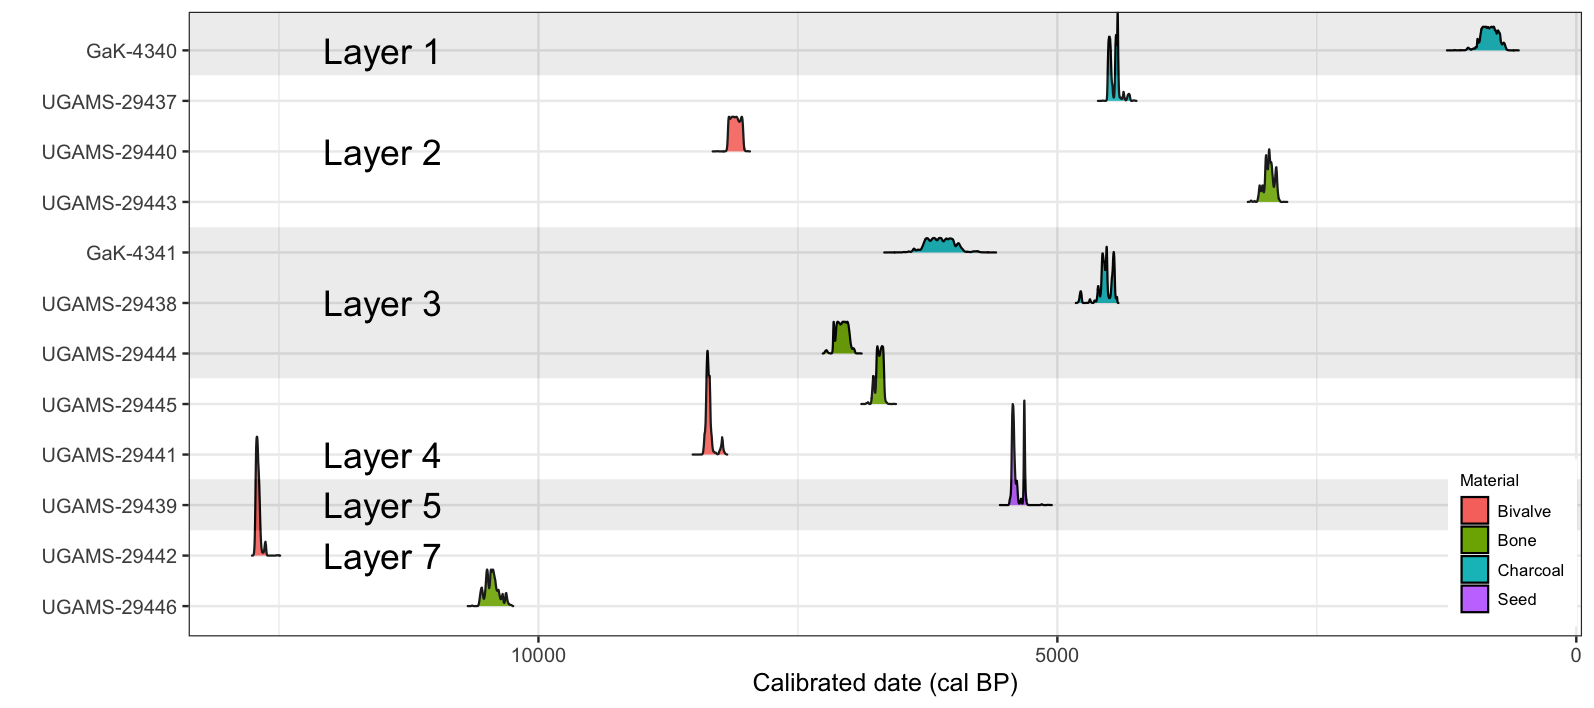 GaK-4340
Layer 1
UGAMS-29437
UGAMS-29440
Layer 2
UGAMS-29443
GaK-4341
UGAMS-29438
Layer 3
UGAMS-29444
UGAMS-29445
UGAMS-29441
Layer 4
UGAMS-29439
Layer 5
UGAMS-29442
Layer 7
UGAMS-29446
Material
Bivalve
Bone
Charcoal
Seed
10000
5000
0
Calibrated date (cal BP)